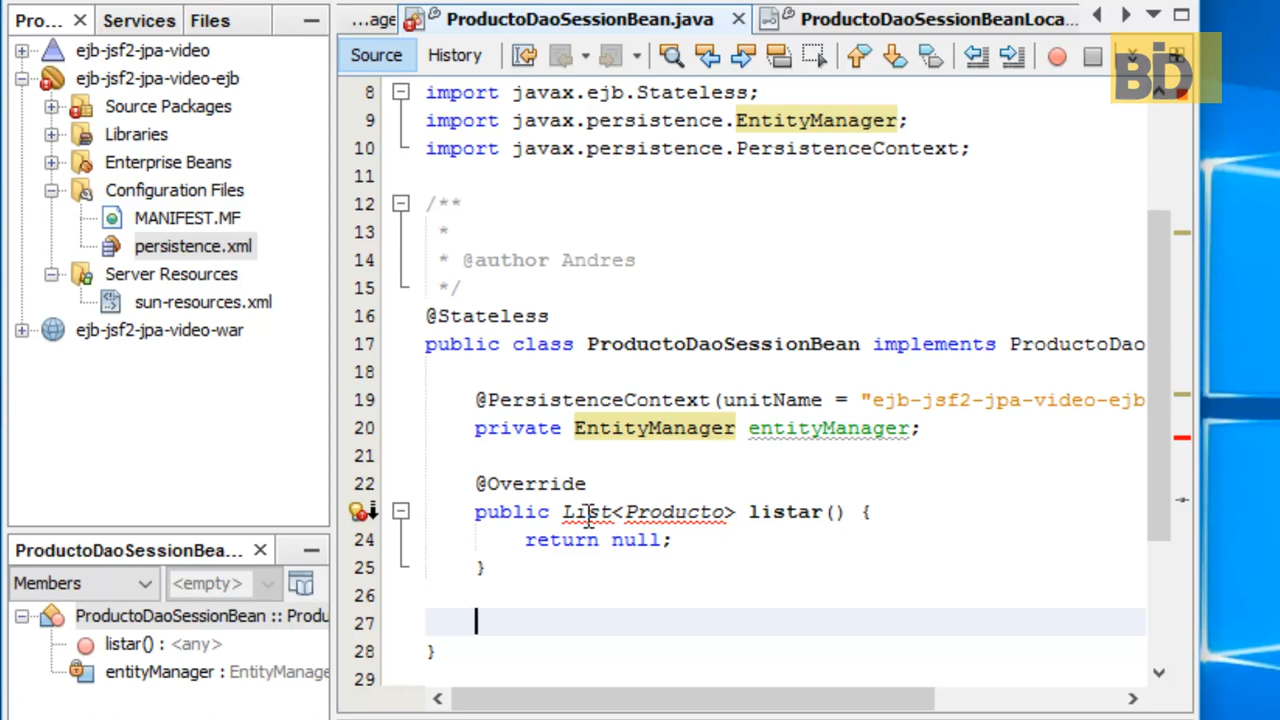 Pro...
Services
Files
...age
ProductoDaoSessionBean.java
ProductoDaoSessionBeanLoca...
ejb-jsf2-jpa-video
ejb-jsf2-jpa-video-ejb
Source Packages
Libraries
Enterprise Beans
Configuration Files
MANIFEST.MF
persistence.xml
Server Resources
sun-resources.xml
ejb-jsf2-jpa-video-war
Source
History
BD
8 import javax.ejb.Stateless;
9 import javax.persistence.EntityManager;
10 import javax.persistence.PersistenceContext;
11
12 /**
13 *
14 * @author Andres
15 */
16 @Stateless
17 public class ProductoDaoSessionBean implements ProductoDao
18
19 @PersistenceContext(unitName = "ejb-jsf2-jpa-video-ejb
20 private EntityManager entityManager;
21
22 @Override
public List<Producto> listar() {
24 return null;
25 }
26
27
28 }
29
ProductoDaoSessionBea...
Members
<empty>
ProductoDaoSessionBean :: Produ
listar() : <any>
entityManager : EntityManage